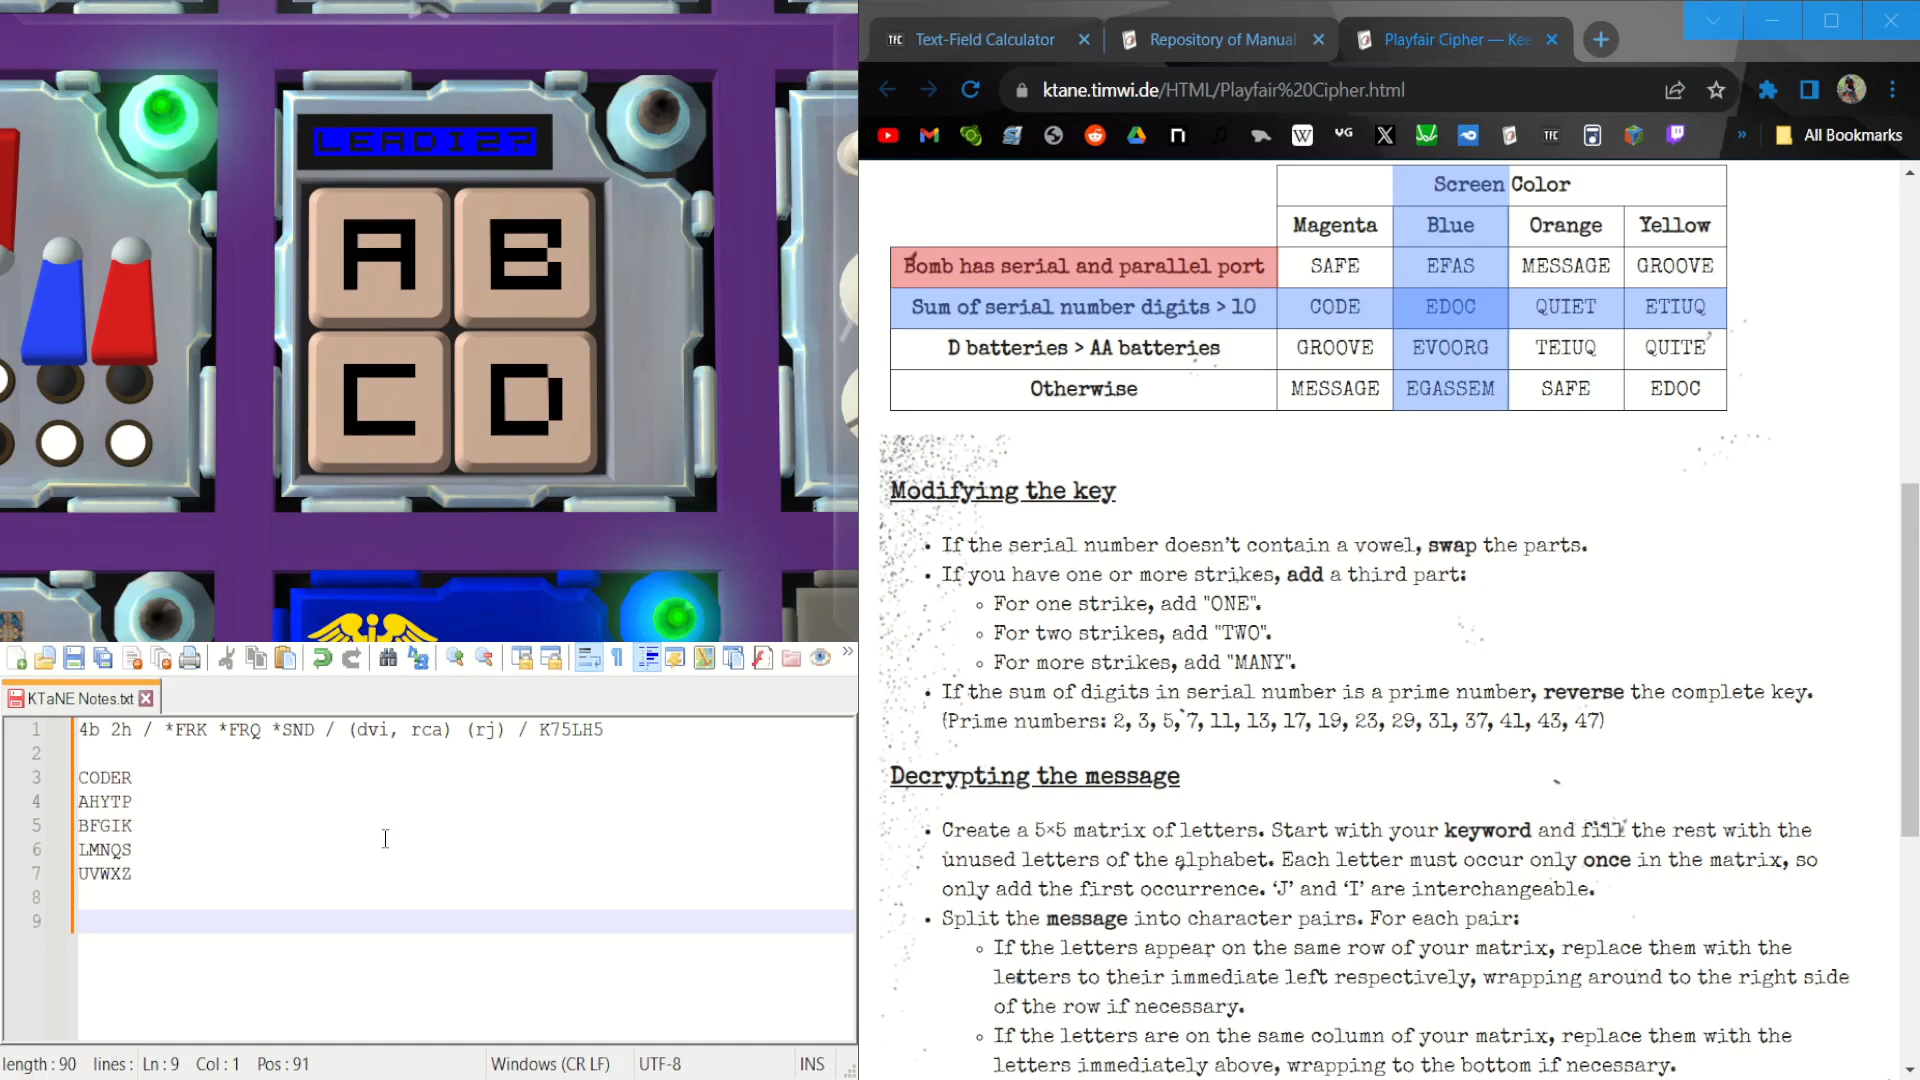 LEADIZ?
A B
C D
KTaNE Notes.txt
1 4b 2h / *FRK *FRQ *SND / (dvi, rca) (rj) / K75LH5
2
3 CODER
4 AHYTP
5 BFGIK
6 LMNQS
7 UVWXZ
8
9
length : 90 lines : Ln : 9 Col : 1 Pos : 91 Windows (CR LF) UTF-8 INS
TFC Text-Field Calculator Repository of Manual Playfair Cipher — Kee
ktane.timwi.de/HTML/Playfair%20Cipher.html
W VG X TFC » All Bookmarks
Screen Color
Magenta Blue Orange Yellow
Bomb has serial and parallel port SAFE EFAS MESSAGE GROOVE
Sum of serial number digits > 10 CODE EDOC QUIET ETIUQ
D batteries > AA batteries GROOVE EVOORG TEIUQ QUITE
Otherwise MESSAGE EGASSEM SAFE EDOC
Modifying the key
• If the serial number doesn't contain a vowel, swap the parts.
• If you have one or more strikes, add a third part:
○ For one strike, add "ONE".
○ For two strikes, add "TWO".
○ For more strikes, add "MANY".
• If the sum of digits in serial number is a prime number, reverse the complete key.
(Prime numbers: 2, 3, 5, 7, 11, 13, 17, 19, 23, 29, 31, 37, 41, 43, 47)
Decrypting the message
• Create a 5×5 matrix of letters. Start with your keyword and fill the rest with the
unused letters of the alphabet. Each letter must occur only once in the matrix, so
only add the first occurrence. 'J' and 'I' are interchangeable.
• Split the message into character pairs. For each pair:
○ If the letters appear on the same row of your matrix, replace them with the
letters to their immediate left respectively, wrapping around to the right side
of the row if necessary.
○ If the letters are on the same column of your matrix, replace them with the
letters immediately above, wrapping to the bottom if necessary.